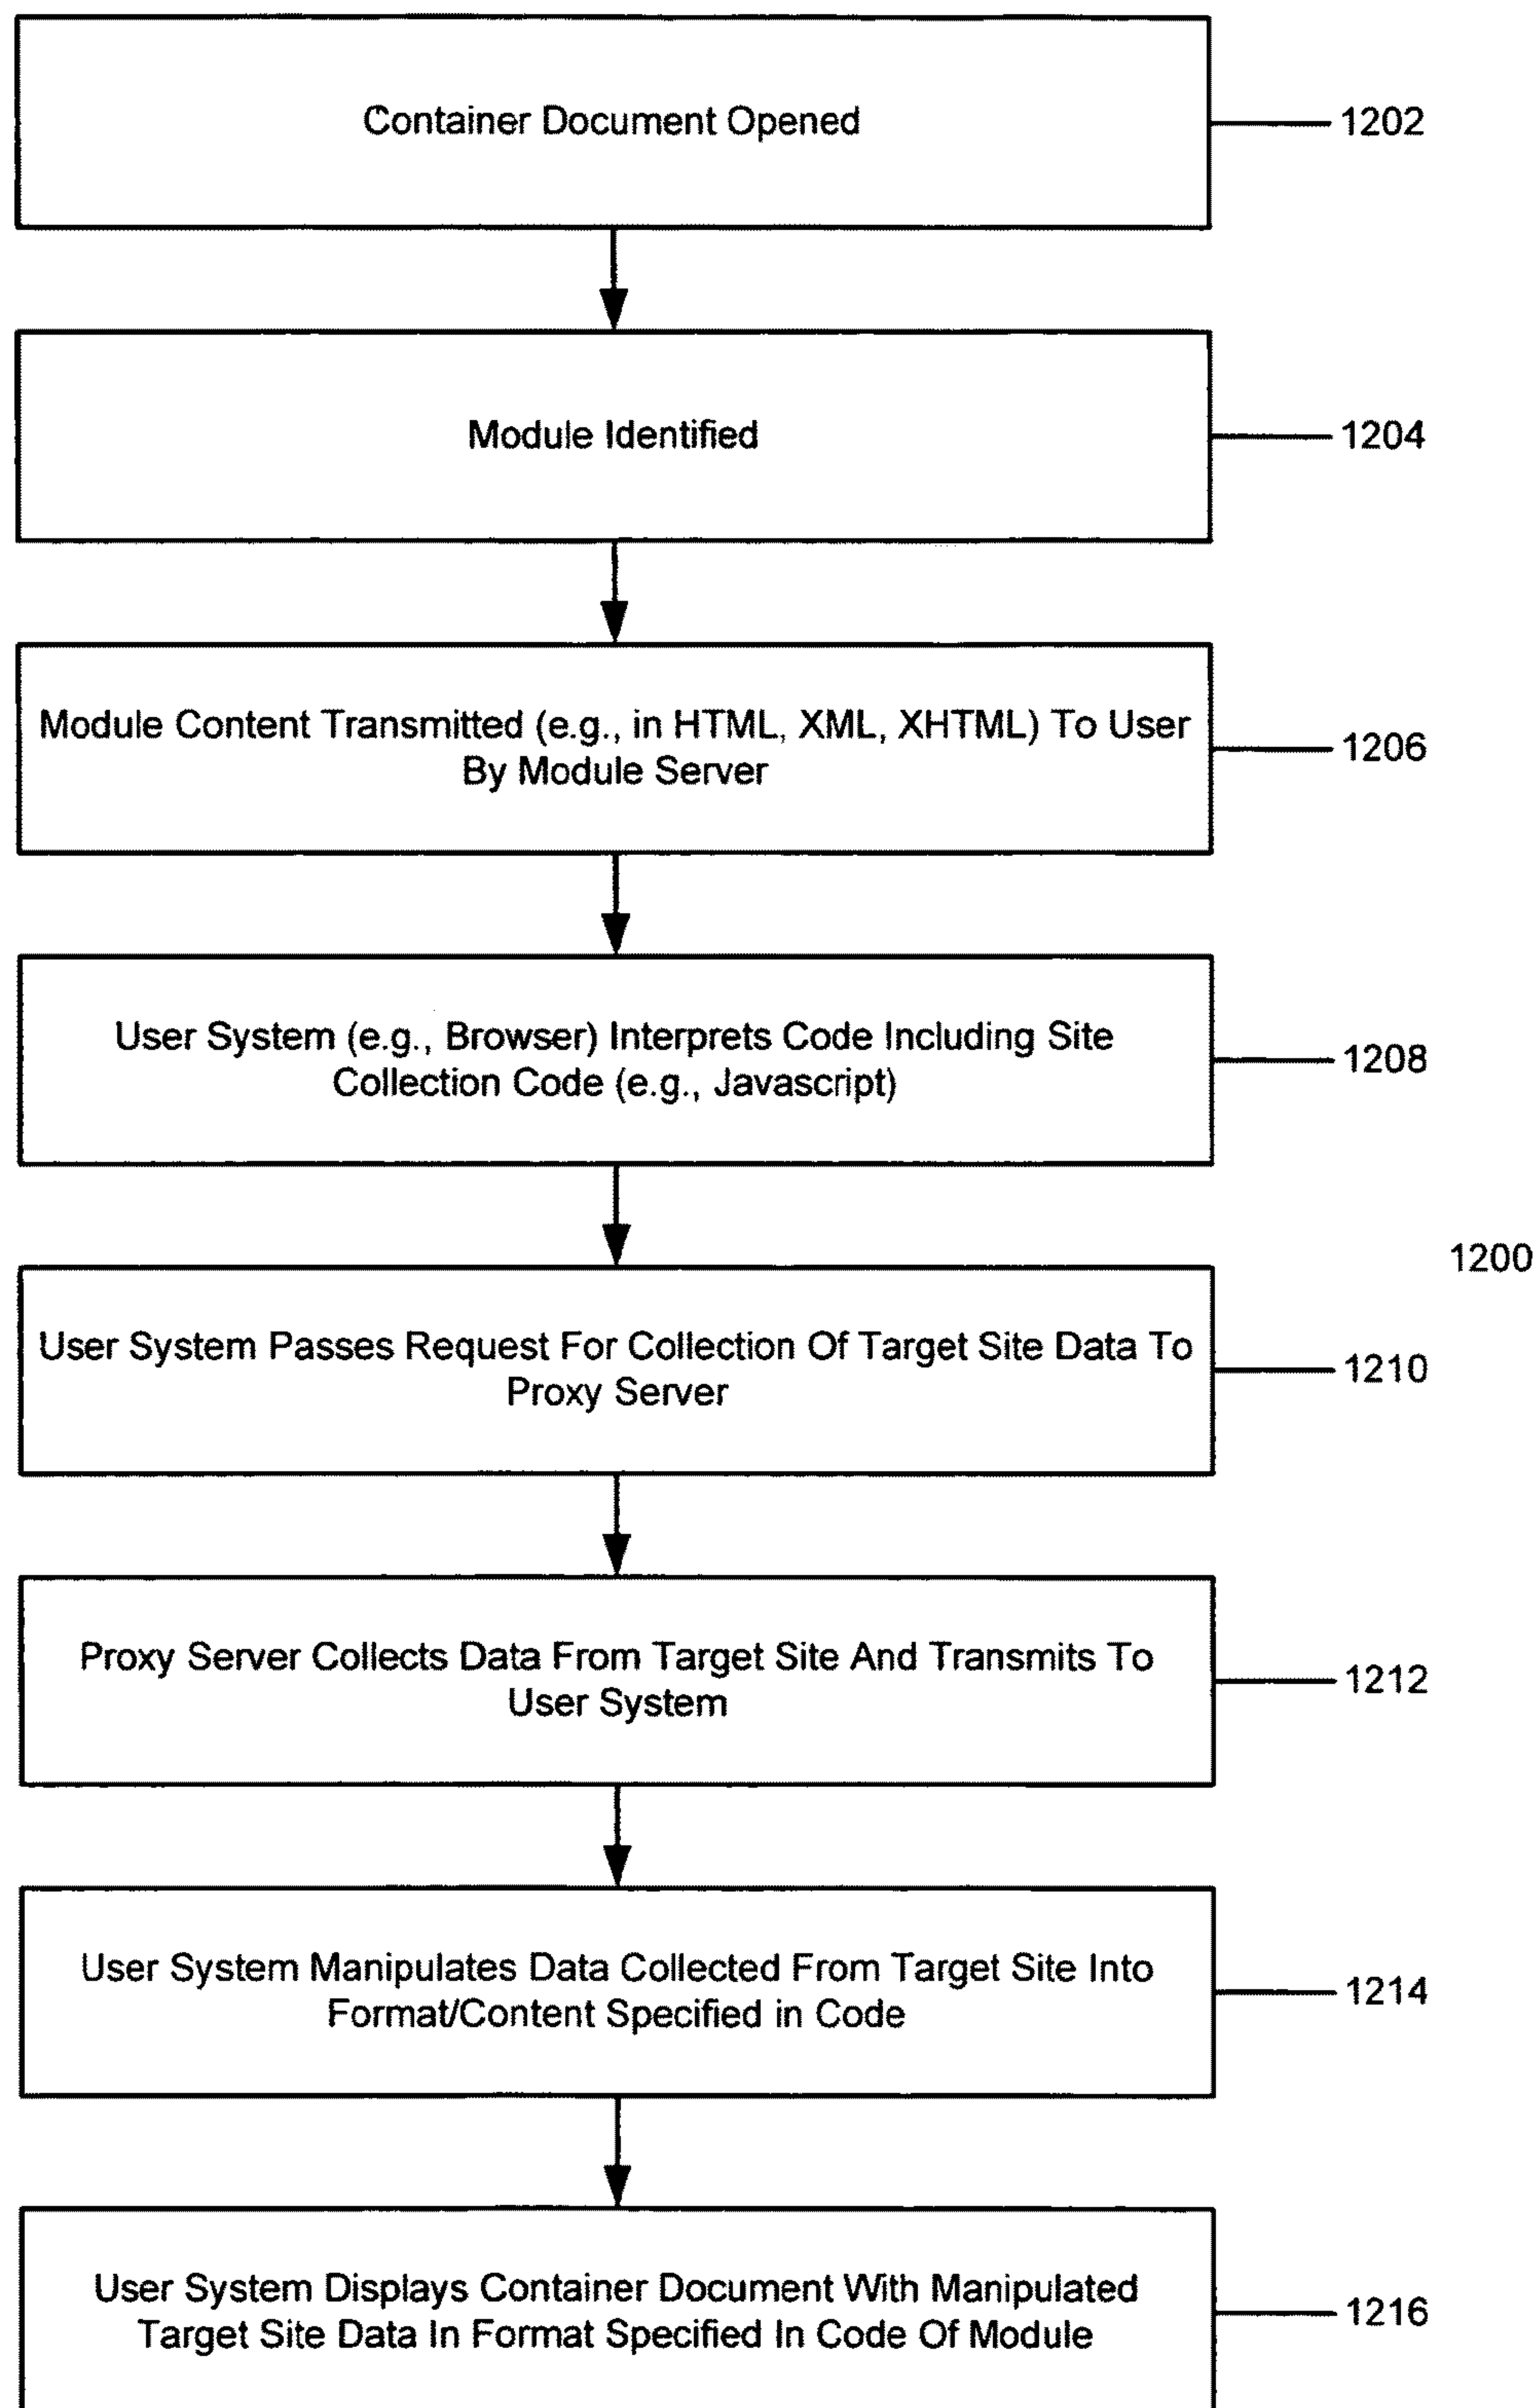 Container Document Opened
1202
Module Identified
1204
Module Content Transmitted (e.g., in HTML, XML, XHTML) To User
By Module Server
1206
User System (e.g., Browser) Interprets Code Including Site
Collection Code (e.g., Javascript)
1208
1200
User System Passes Request For Collection Of Target Site Data To
Proxy Server
1210
Proxy Server Collects Data From Target Site And Transmits To
User System
1212
User System Manipulates Data Collected From Target Site Into
Format/Content Specified in Code
1214
User System Displays Container Document With Manipulated
Target Site Data In Format Specified In Code Of Module
1216